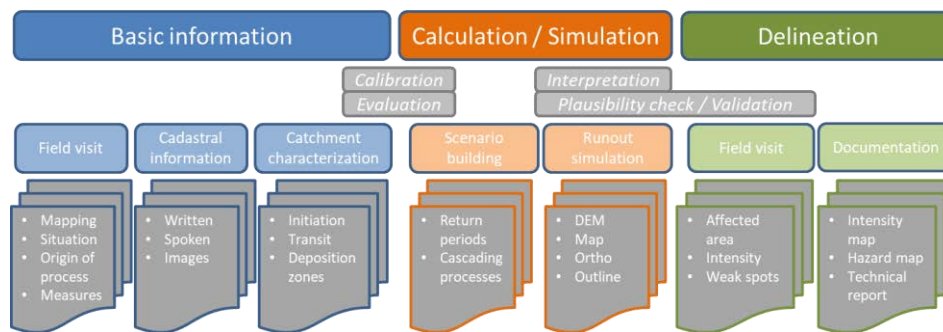 Basic information
Calculation / Simulation
Delineation
Calibration
Interpretation
Evaluation
Plausibility check / Validation
Field visit
Cadastral
information
Catchment
characterization
Scenario
building
Runout
simulation
Field visit
Documentation
• Mapping
• Situation
• Origin of
process
• Measures
• Written
• Spoken
• Images
• Initiation
• Transit
• Deposition
zones
• Return
periods
• Cascading
processes
• DEM
• Map
• Ortho
• Outline
• Affected
area
• Intensity
• Weak spots
• Intensity
map
• Hazard map
• Technical
report